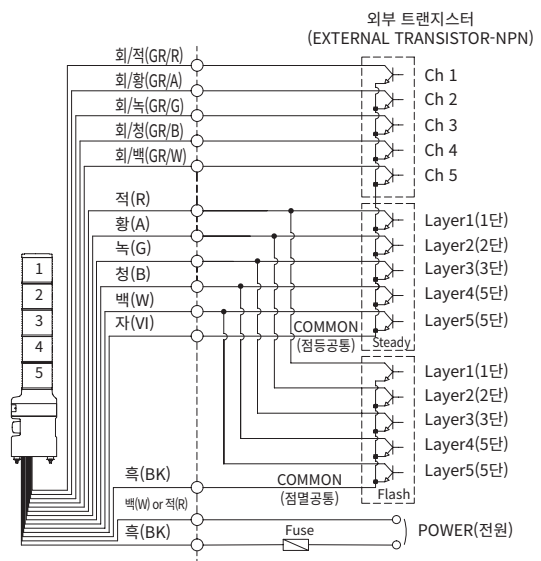 외부 트랜지스터
(EXTERNAL TRANSISTOR-NPN)
회/적(GR/R)
Ch 1
회/황(GR/A)
Ch 2
회/녹(GR/G)
Ch 3
회/청(GR/B)
Ch 4
회/백(GR/W)
Ch 5
적(R)
Layer1(1단)
황(A)
Layer2(2단)
녹(G)
Layer3(3단)
청(B)
Layer4(5단)
백(W)
Layer5(5단)
자(VI)
COMMON
(점등공통)
Steady
1
2
3
4
5
Layer1(1단)
Layer2(2단)
Layer3(3단)
Layer4(5단)
Layer5(5단)
흑(BK)
COMMON
(점멸공통)
Flash
백(W) or 적(R)
흑(BK)
Fuse
POWER(전원)